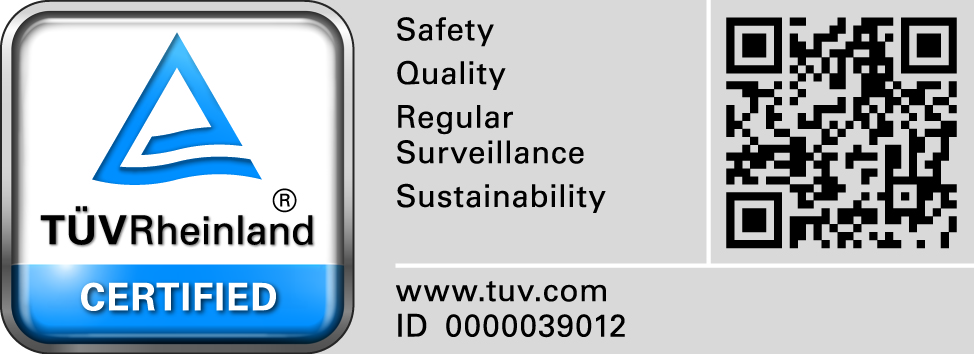 TÜVRheinland®
CERTIFIED
Safety
Quality
Regular
Surveillance
Sustainability
www.tuv.com
ID 0000039012